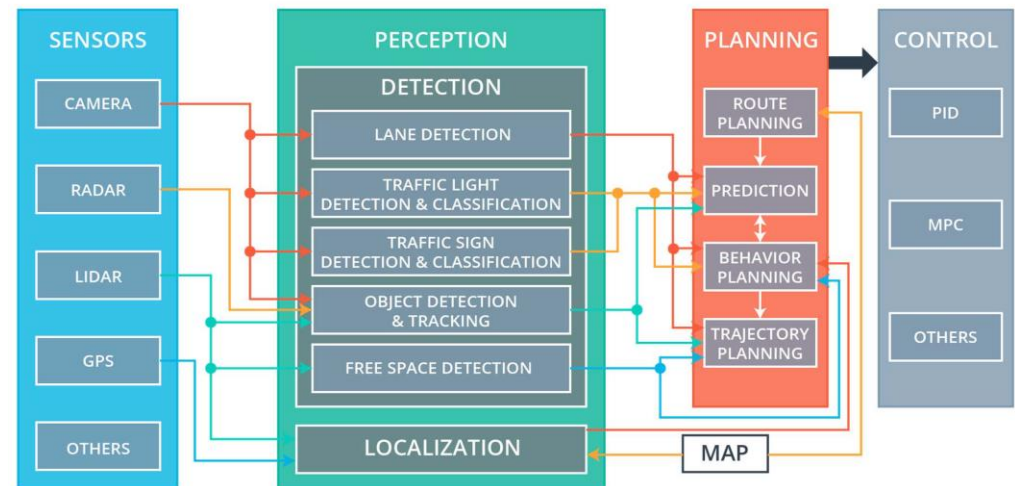 SENSORS
CAMERA
RADAR
LIDAR
GPS
OTHERS
PERCEPTION
DETECTION
LANE DETECTION
TRAFFIC LIGHT
DETECTION & CLASSIFICATION
TRAFFIC SIGN
DETECTION & CLASSIFICATION
OBJECT DETECTION
& TRACKING
FREE SPACE DETECTION
LOCALIZATION
PLANNING
ROUTE
PLANNING
PREDICTION
BEHAVIOR
PLANNING
TRAJECTORY
PLANNING
MAP
CONTROL
PID
MPC
OTHERS